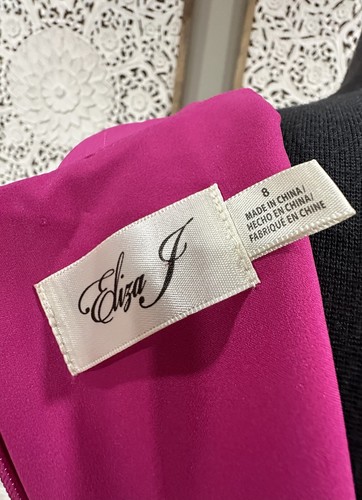 Eliza J
8
MADE IN CHINA/
HECHO EN CHINA/
FABRIQUÉ EN CHINE